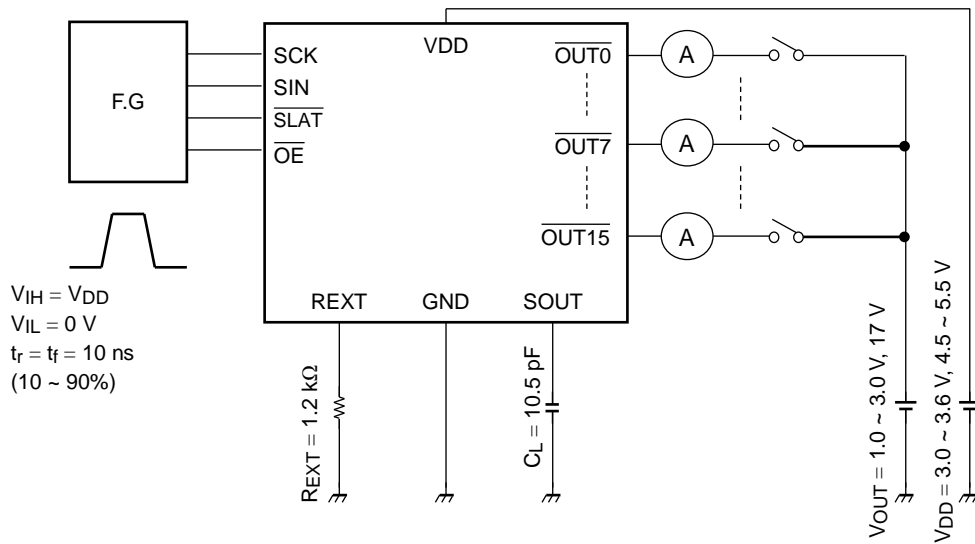 VDD
F.G
SCK
SIN
SLAT
OE
OUT0
A
OUT7
A
OUT15
A
VIH = VDD
VIL = 0 V
tr = tf = 10 ns
(10 ~ 90%)
REXT
GND
SOUT
REXT = 1.2 kΩ
CL = 10.5 pF
VOUT = 1.0 ~ 3.0 V, 17 V
VDD = 3.0 ~ 3.6 V, 4.5 ~ 5.5 V